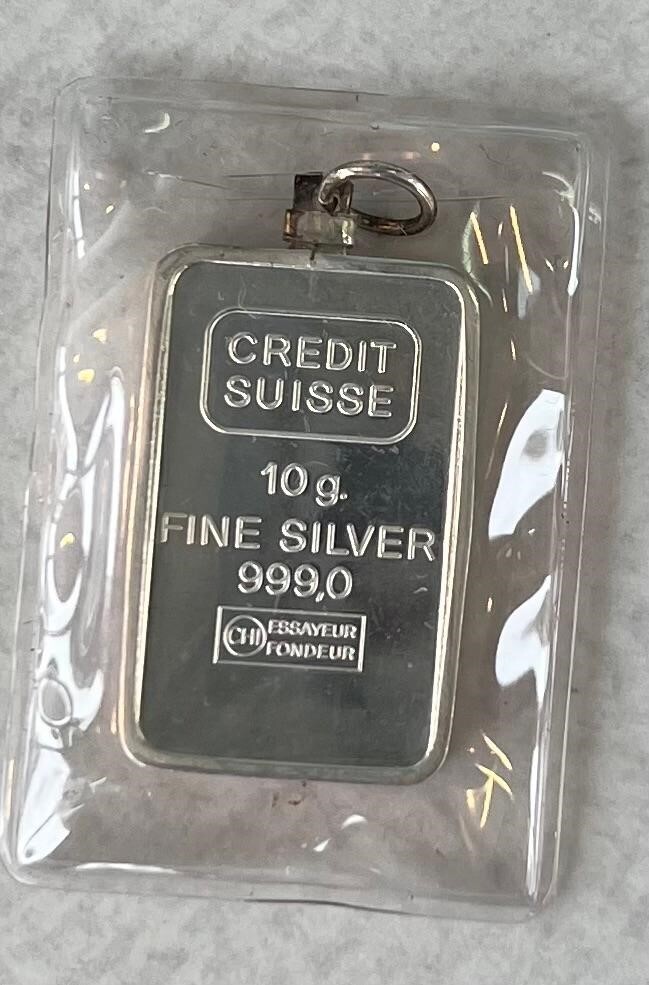 CREDIT
SUISSE
10 g.
FINE SILVER
999,0
CHI ESSAYEUR
FONDEUR